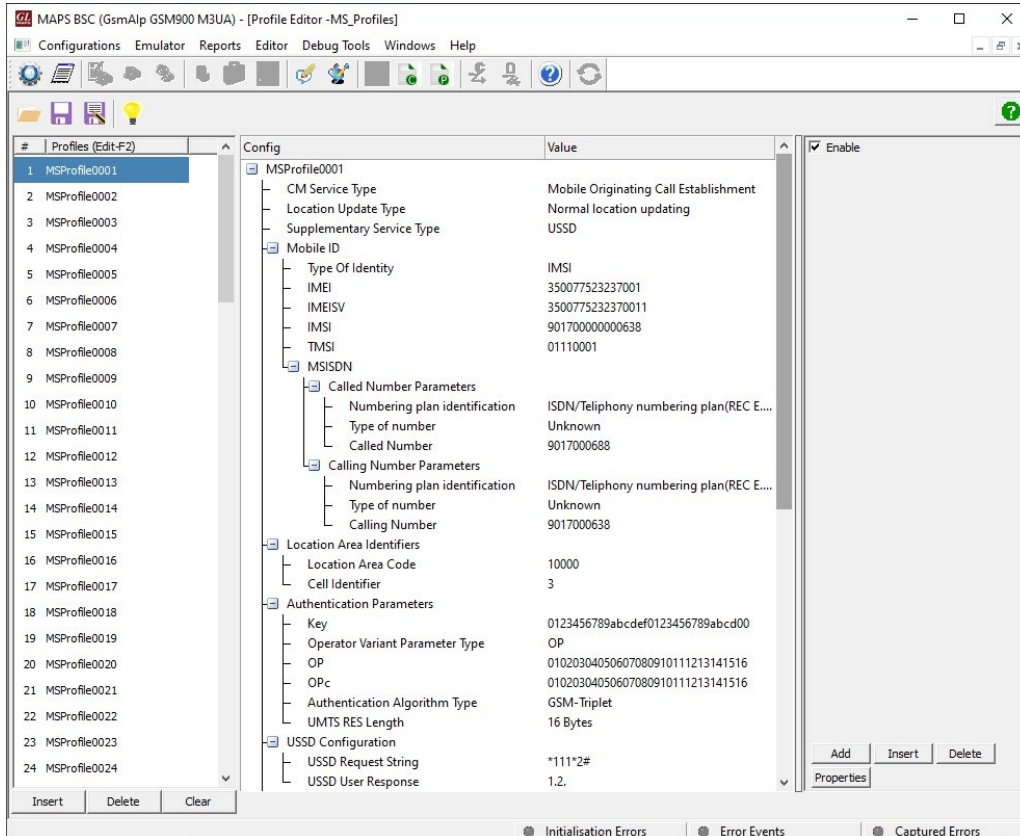 GL MAPS BSC (GsmAlp GSM900 M3UA) - [Profile Editor -MS_Profiles]
Configurations Emulator Reports Editor Debug Tools Windows Help
# Profiles (Edit-F2)
1 MSProfile0001
2 MSProfile0002
3 MSProfile0003
4 MSProfile0004
5 MSProfile0005
6 MSProfile0006
7 MSProfile0007
8 MSProfile0008
9 MSProfile0009
10 MSProfile0010
11 MSProfile0011
12 MSProfile0012
13 MSProfile0013
14 MSProfile0014
15 MSProfile0015
16 MSProfile0016
17 MSProfile0017
18 MSProfile0018
19 MSProfile0019
20 MSProfile0020
21 MSProfile0021
22 MSProfile0022
23 MSProfile0023
24 MSProfile0024
Insert Delete Clear
Config Value
MSProfile0001
CM Service Type Mobile Originating Call Establishment
Location Update Type Normal location updating
Supplementary Service Type USSD
Mobile ID
Type Of Identity IMSI
IMEI 350077523237001
IMEISV 3500775232370011
IMSI 901700000000638
TMSI 01110001
MSISDN
Called Number Parameters
Numbering plan identification ISDN/Teliphony numbering plan(REC E....
Type of number Unknown
Called Number 9017000688
Calling Number Parameters
Numbering plan identification ISDN/Teliphony numbering plan(REC E....
Type of number Unknown
Calling Number 9017000638
Location Area Identifiers
Location Area Code 10000
Cell Identifier 3
Authentication Parameters
Key 0123456789abcdef0123456789abcd00
Operator Variant Parameter Type OP
OP 01020304050607080910111213141516
OPc 01020304050607080910111213141516
Authentication Algorithm Type GSM-Triplet
UMTS RES Length 16 Bytes
USSD Configuration
USSD Request String *111*2#
USSD User Response 1.2.
Enable
Add Insert Delete
Properties
Initialisation Errors Error Events Captured Errors